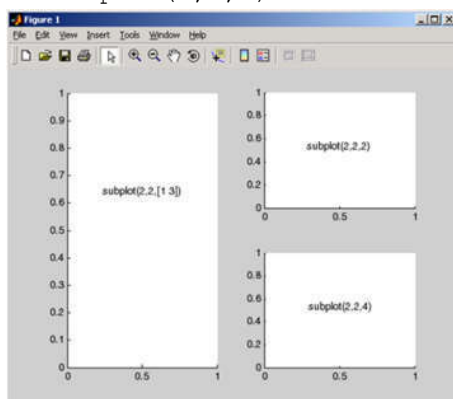 Figure 1
File Edit View Insert Tools Window Help
1
0.9
0.8
0.7
subplot(2,2,[1 3])
0.6
0.5
0.4
0.3
0.2
0.1
0
0 0.5 1
1
0.8
0.6
subplot(2,2,2)
0.4
0.2
0
0 0.5 1
1
0.8
0.6
subplot(2,2,4)
0.4
0.2
0
0 0.5 1